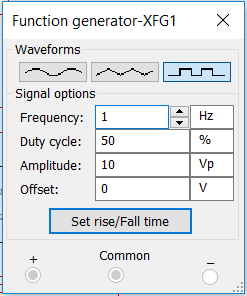 Function generator-XFG1
Waveforms
Signal options
Frequency: 1 Hz
Duty cycle: 50 %
Amplitude: 10 Vp
Offset: 0 V
Set rise/Fall time
+ Common −